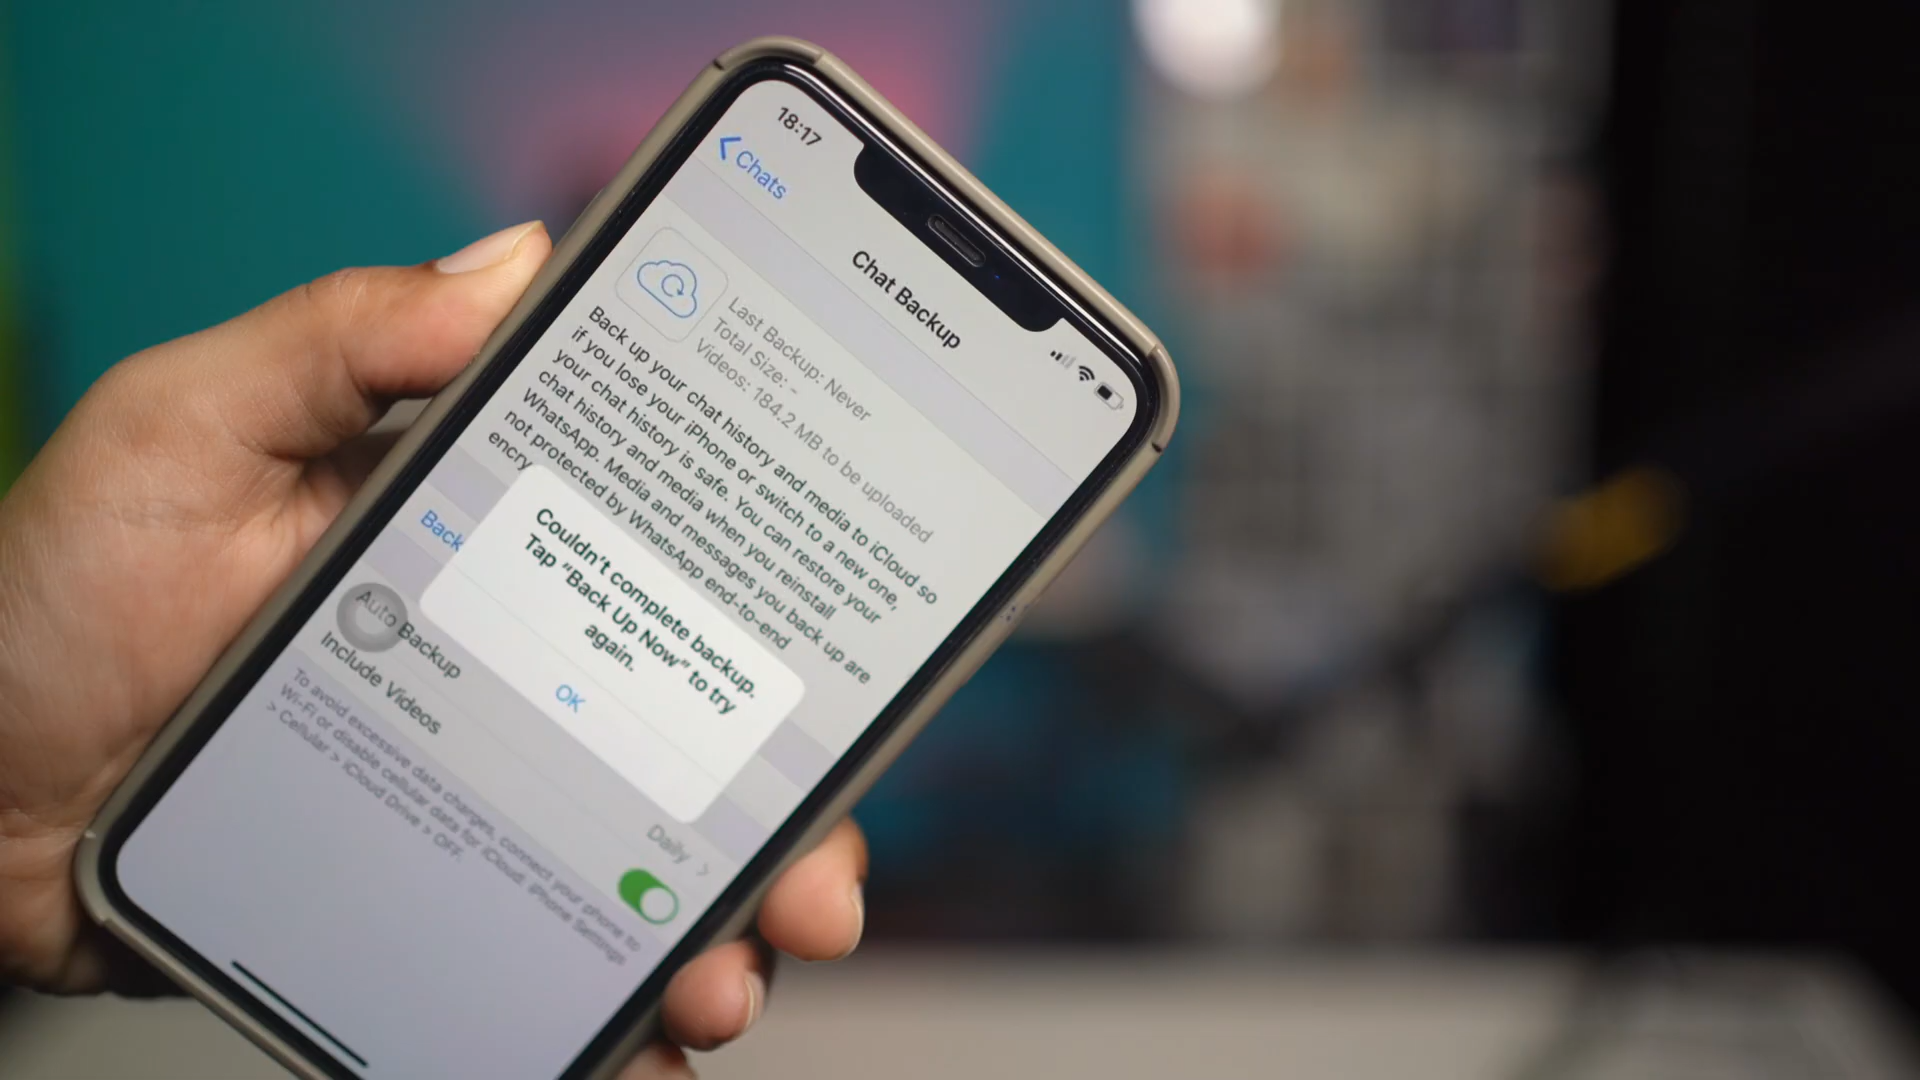 18:17
Chats
Chat Backup
Last Backup: Never
Total Size: -
Videos: 184.2 MB to be uploaded
Back up your chat history and media to iCloud so
if you lose your iPhone or switch to a new one,
your chat history is safe. You can restore your
chat history and media when you reinstall
WhatsApp. Media and messages you back up are
not protected by WhatsApp end-to-end
encry
Back
Couldn't complete backup.
Tap “Back Up Now” to try
again.
OK
Auto Backup
Daily
Include Videos
To avoid excessive data charges, connect your phone to
Wi-Fi or disable cellular data for iCloud: iPhone Settings
> Cellular > iCloud Drive > OFF.